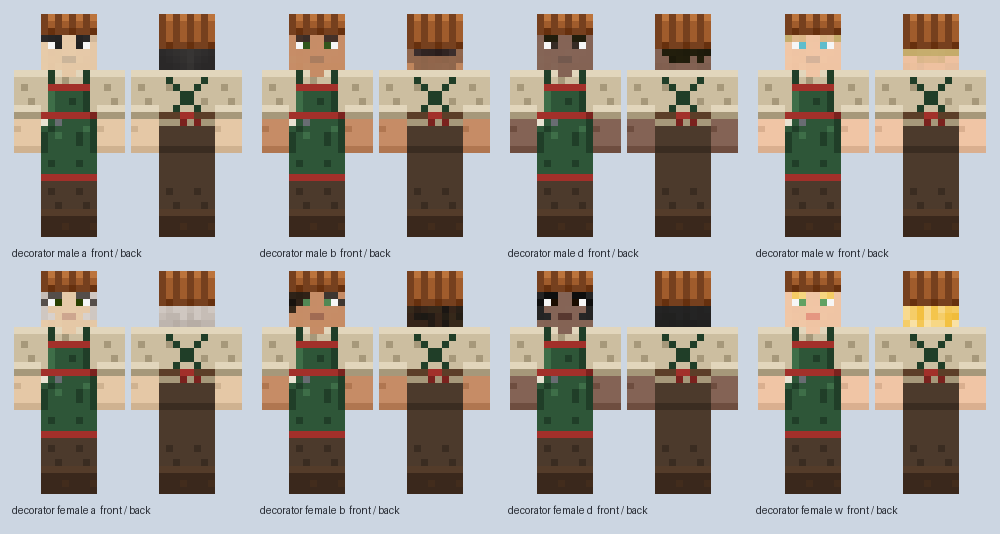 decorator male a front / back
decorator male b front / back
decorator male d front / back
decorator male w front / back
decorator female a front / back
decorator female b front / back
decorator female d front / back
decorator female w front / back